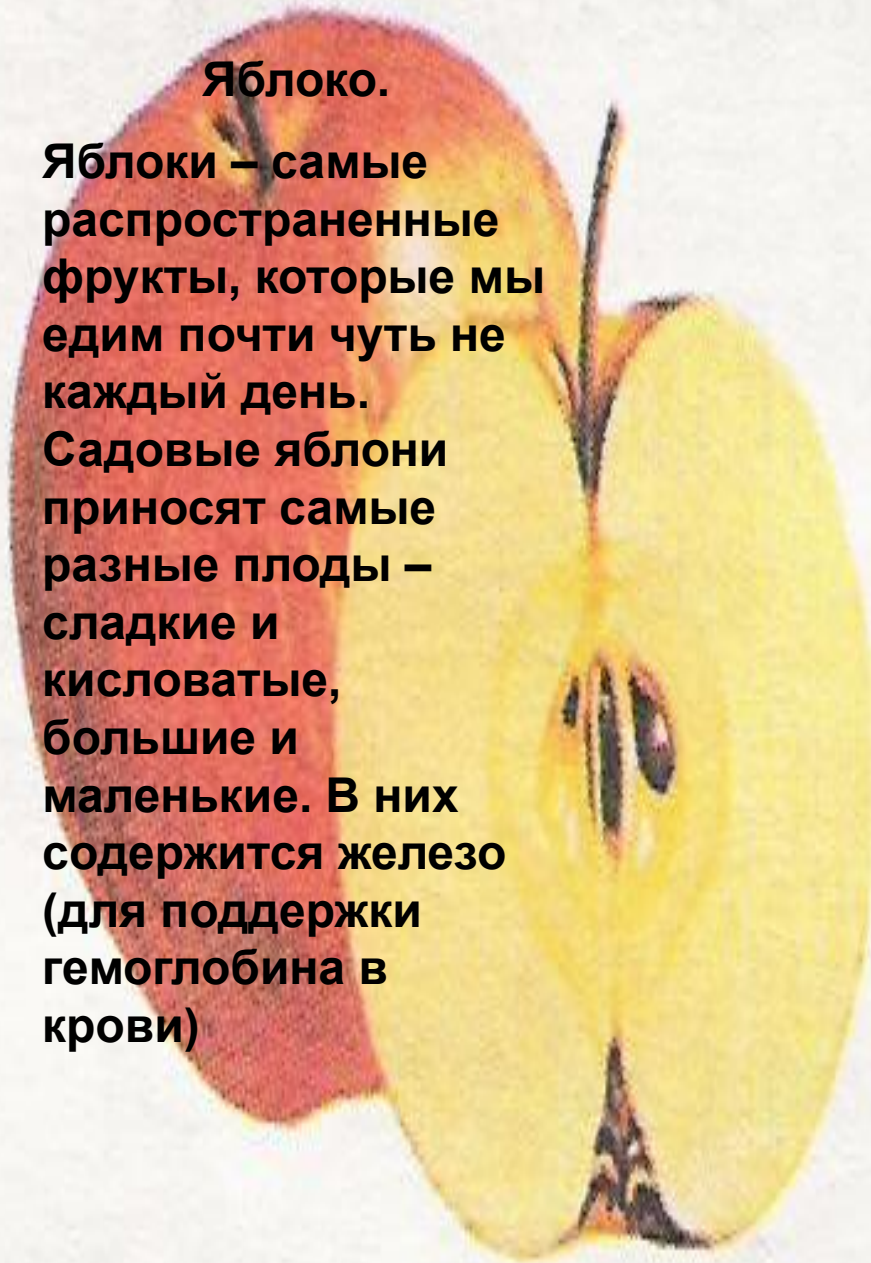 Яблоко.
Яблоки – самые
распространенные
фрукты, которые мы
едим почти чуть не
каждый день.
Садовые яблони
приносят самые
разные плоды –
сладкие и
кисловатые,
большие и
маленькие. В них
содержится железо
(для поддержки
гемоглобина в
крови)